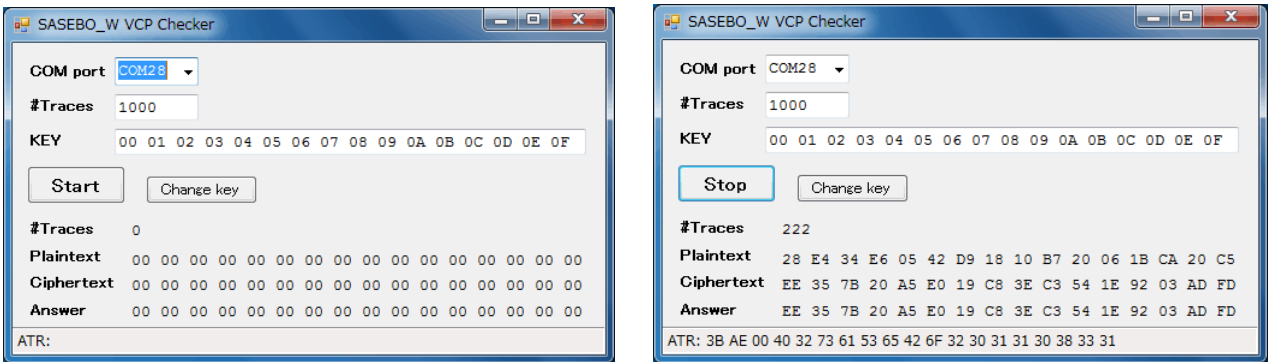 SASEBO_W VCP Checker
COM port COM28
#Traces 1000
KEY 00 01 02 03 04 05 06 07 08 09 0A 0B 0C 0D 0E 0F
Start Change key
#Traces 0
Plaintext 00 00 00 00 00 00 00 00 00 00 00 00 00 00 00 00
Ciphertext 00 00 00 00 00 00 00 00 00 00 00 00 00 00 00 00
Answer 00 00 00 00 00 00 00 00 00 00 00 00 00 00 00 00
ATR:
SASEBO_W VCP Checker
COM port COM28
#Traces 1000
KEY 00 01 02 03 04 05 06 07 08 09 0A 0B 0C 0D 0E 0F
Stop Change key
#Traces 222
Plaintext 28 E4 34 E6 05 42 D9 18 10 B7 20 06 1B CA 20 C5
Ciphertext EE 35 7B 20 A5 E0 19 C8 3E C3 54 1E 92 03 AD FD
Answer EE 35 7B 20 A5 E0 19 C8 3E C3 54 1E 92 03 AD FD
ATR: 3B AE 00 40 32 73 61 53 65 42 6F 32 30 31 31 30 38 33 31